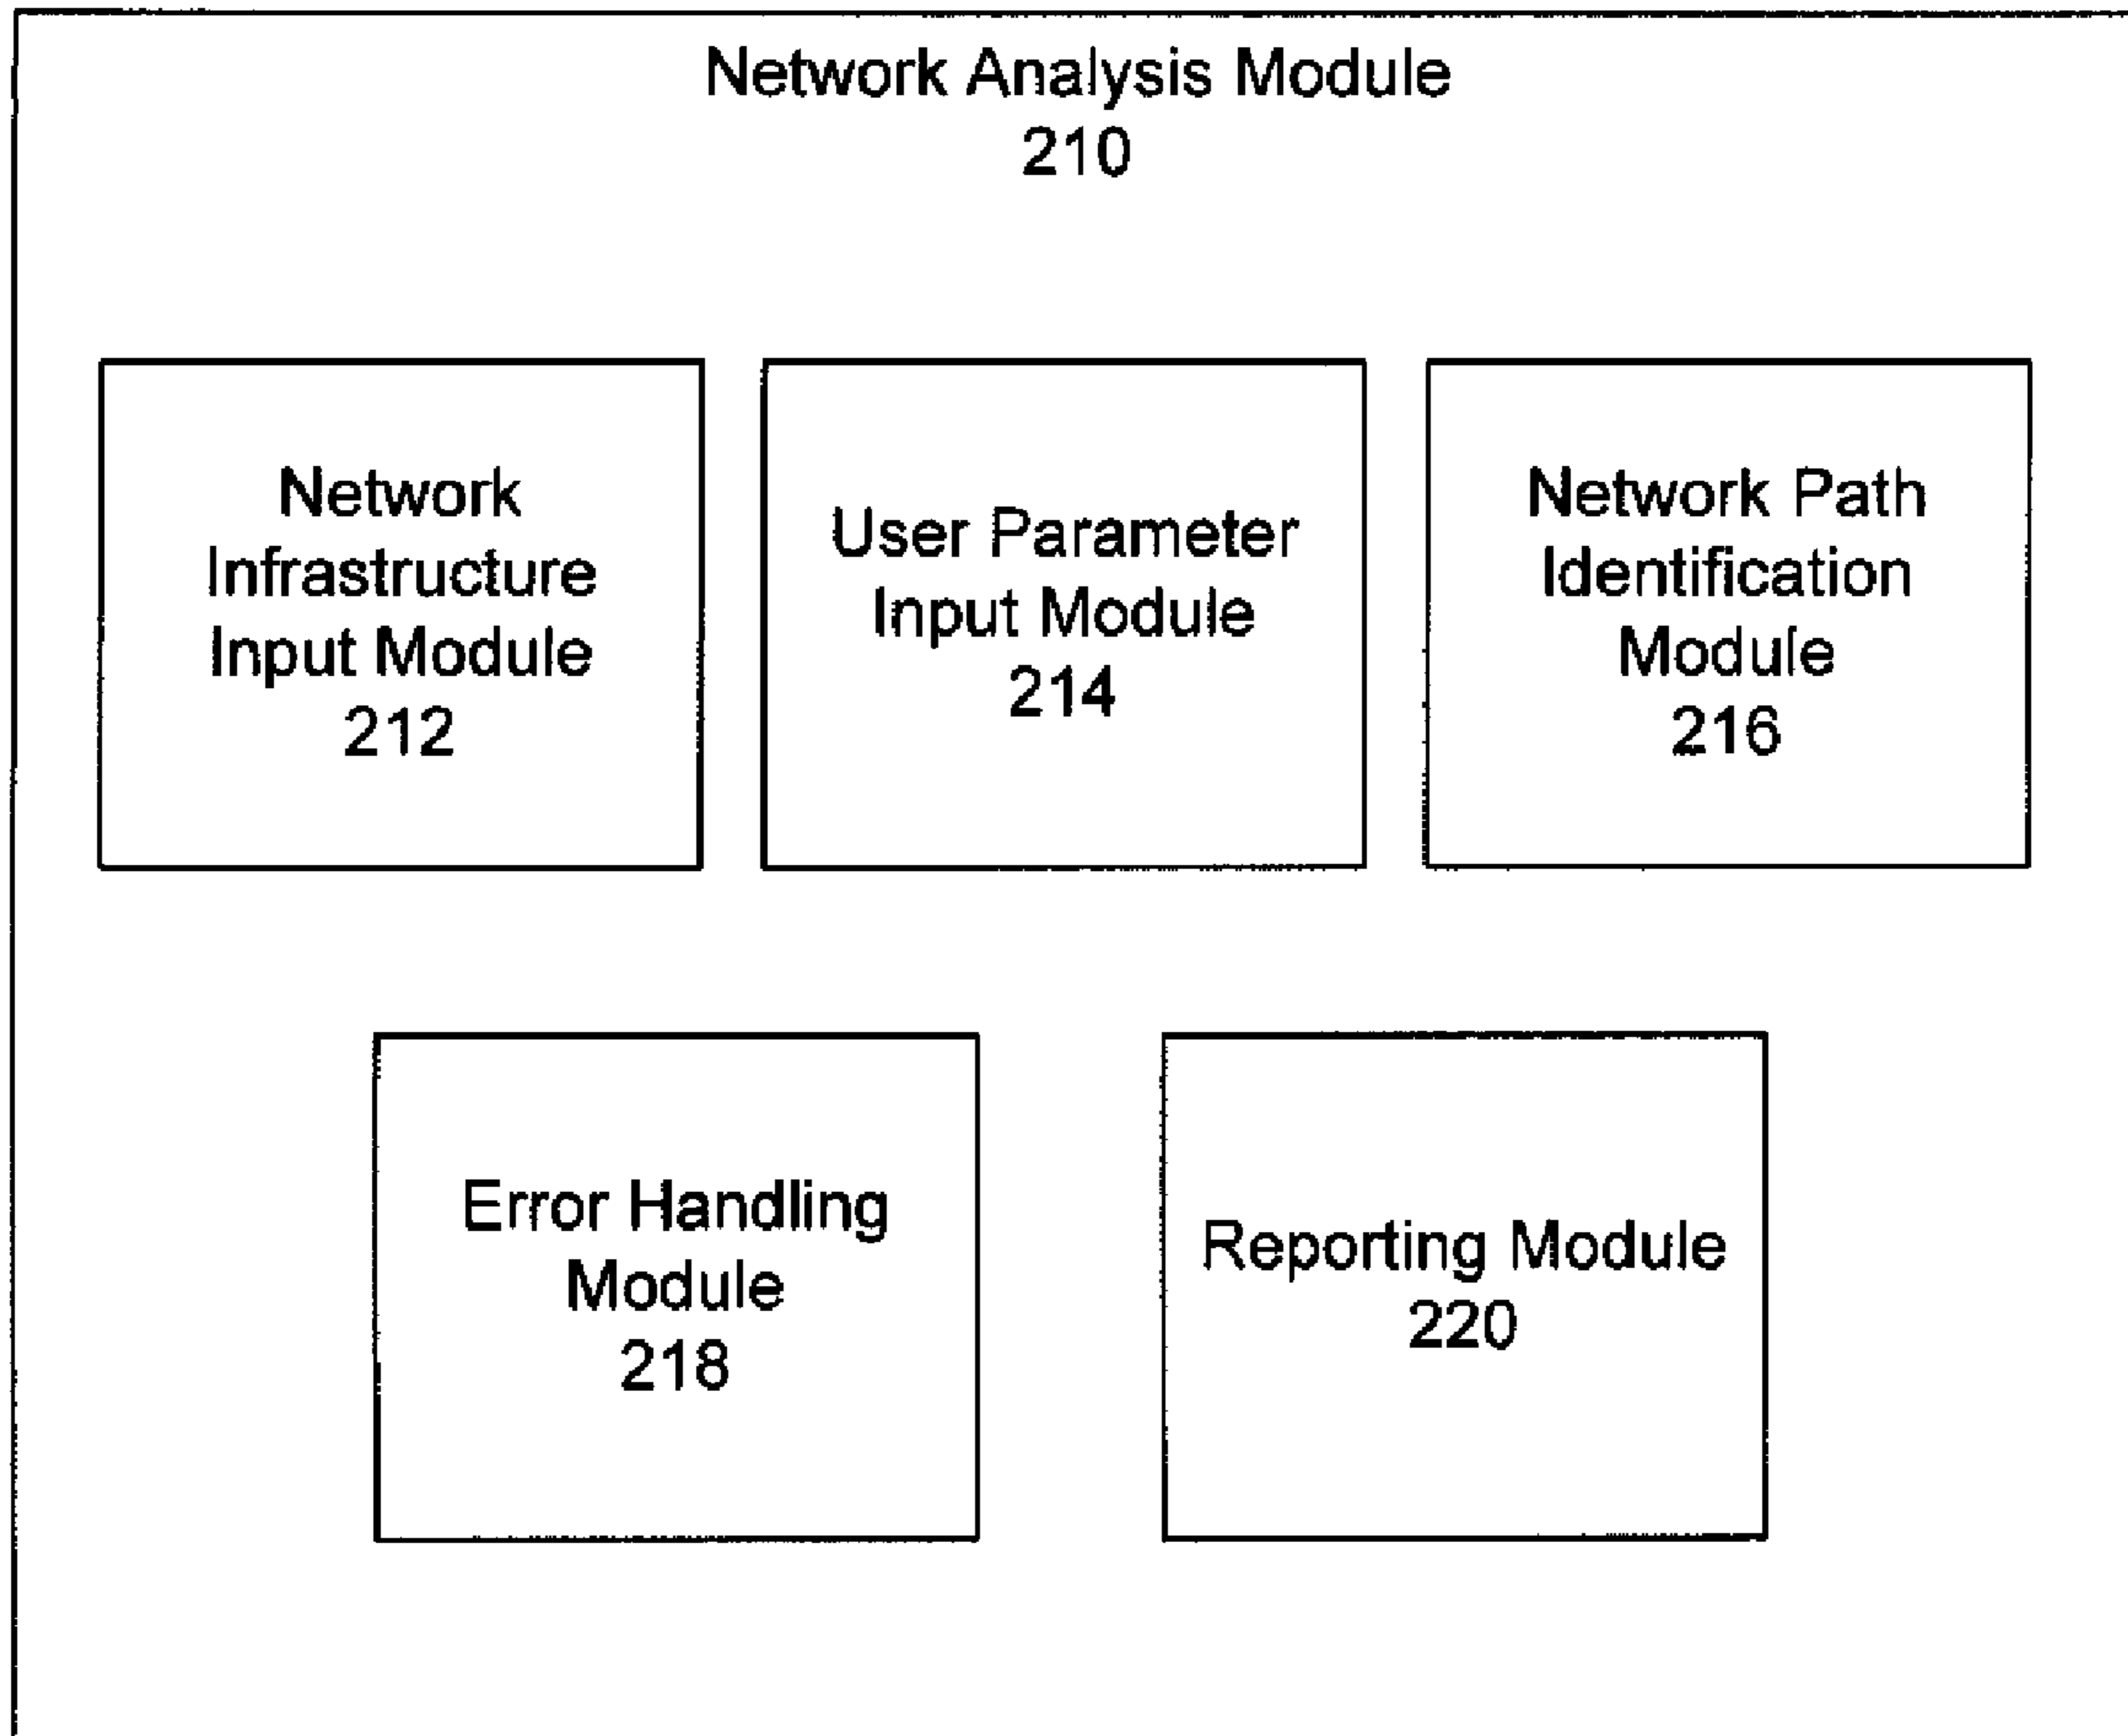 Network Analysis Module
210
Network
Infrastructure
Input Module
212
User Parameter
Input Module
214
Network Path
Identification
Module
216
Error Handling
Module
218
Reporting Module
220